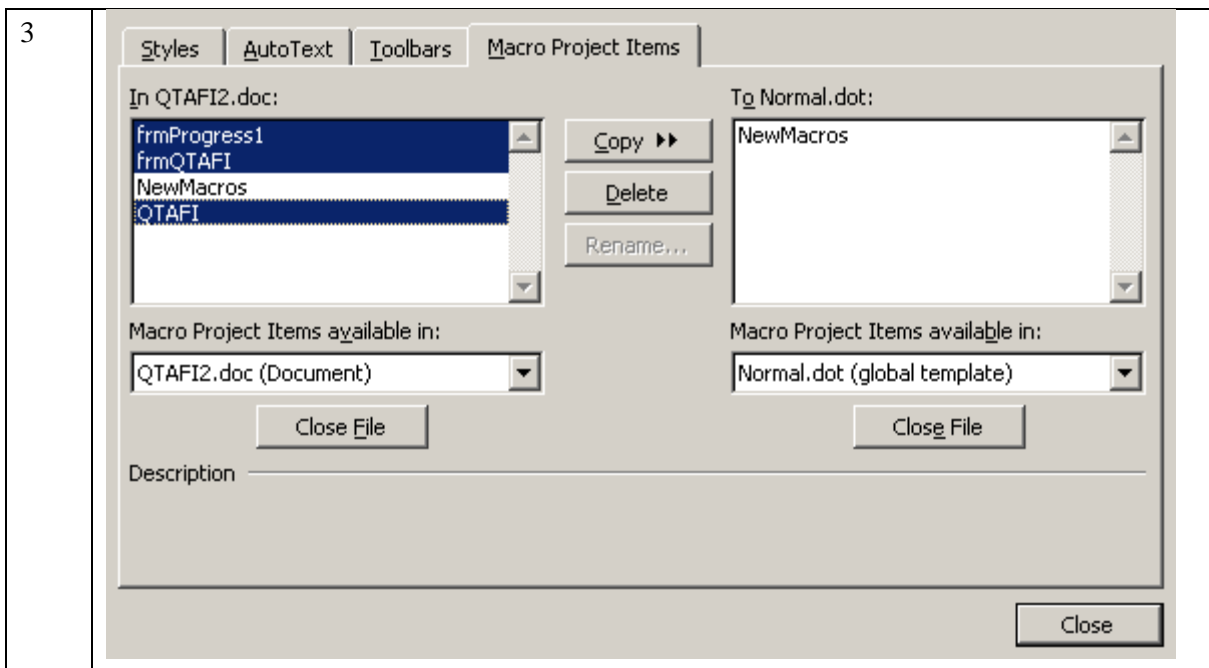 3
Styles AutoText Toolbars Macro Project Items
In QTAFI2.doc: To Normal.dot:
frmProgress1
frmQTAFI
NewMacros
QTAFI
Copy
Delete
Rename...
NewMacros
Macro Project Items available in: Macro Project Items available in:
QTAFI2.doc (Document) Normal.dot (global template)
Close File Close File
Description
Close